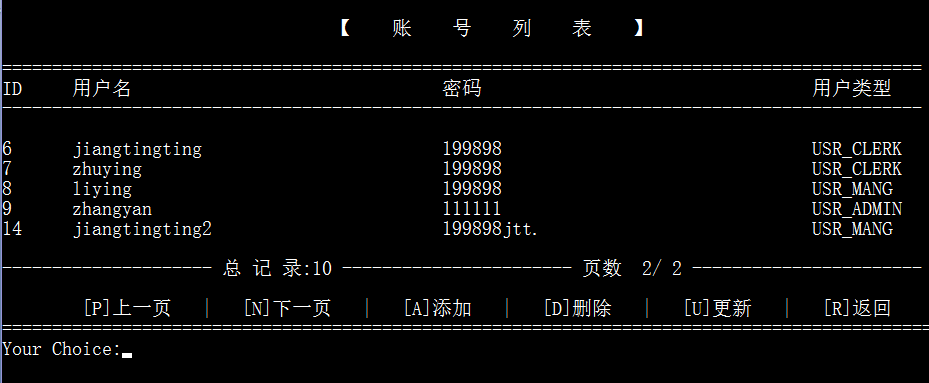 【 账 号 列 表 】
ID 用户名 密码 用户类型
6 jiangtingting 199898 USR_CLERK
7 zhuying 199898 USR_CLERK
8 liying 199898 USR_MANG
9 zhangyan 111111 USR_ADMIN
14 jiangtingting2 199898jtt. USR_MANG
总 记 录:10 页数 2/ 2
[P]上一页 | [N]下一页 | [A]添加 | [D]删除 | [U]更新 | [R]返回
Your Choice: